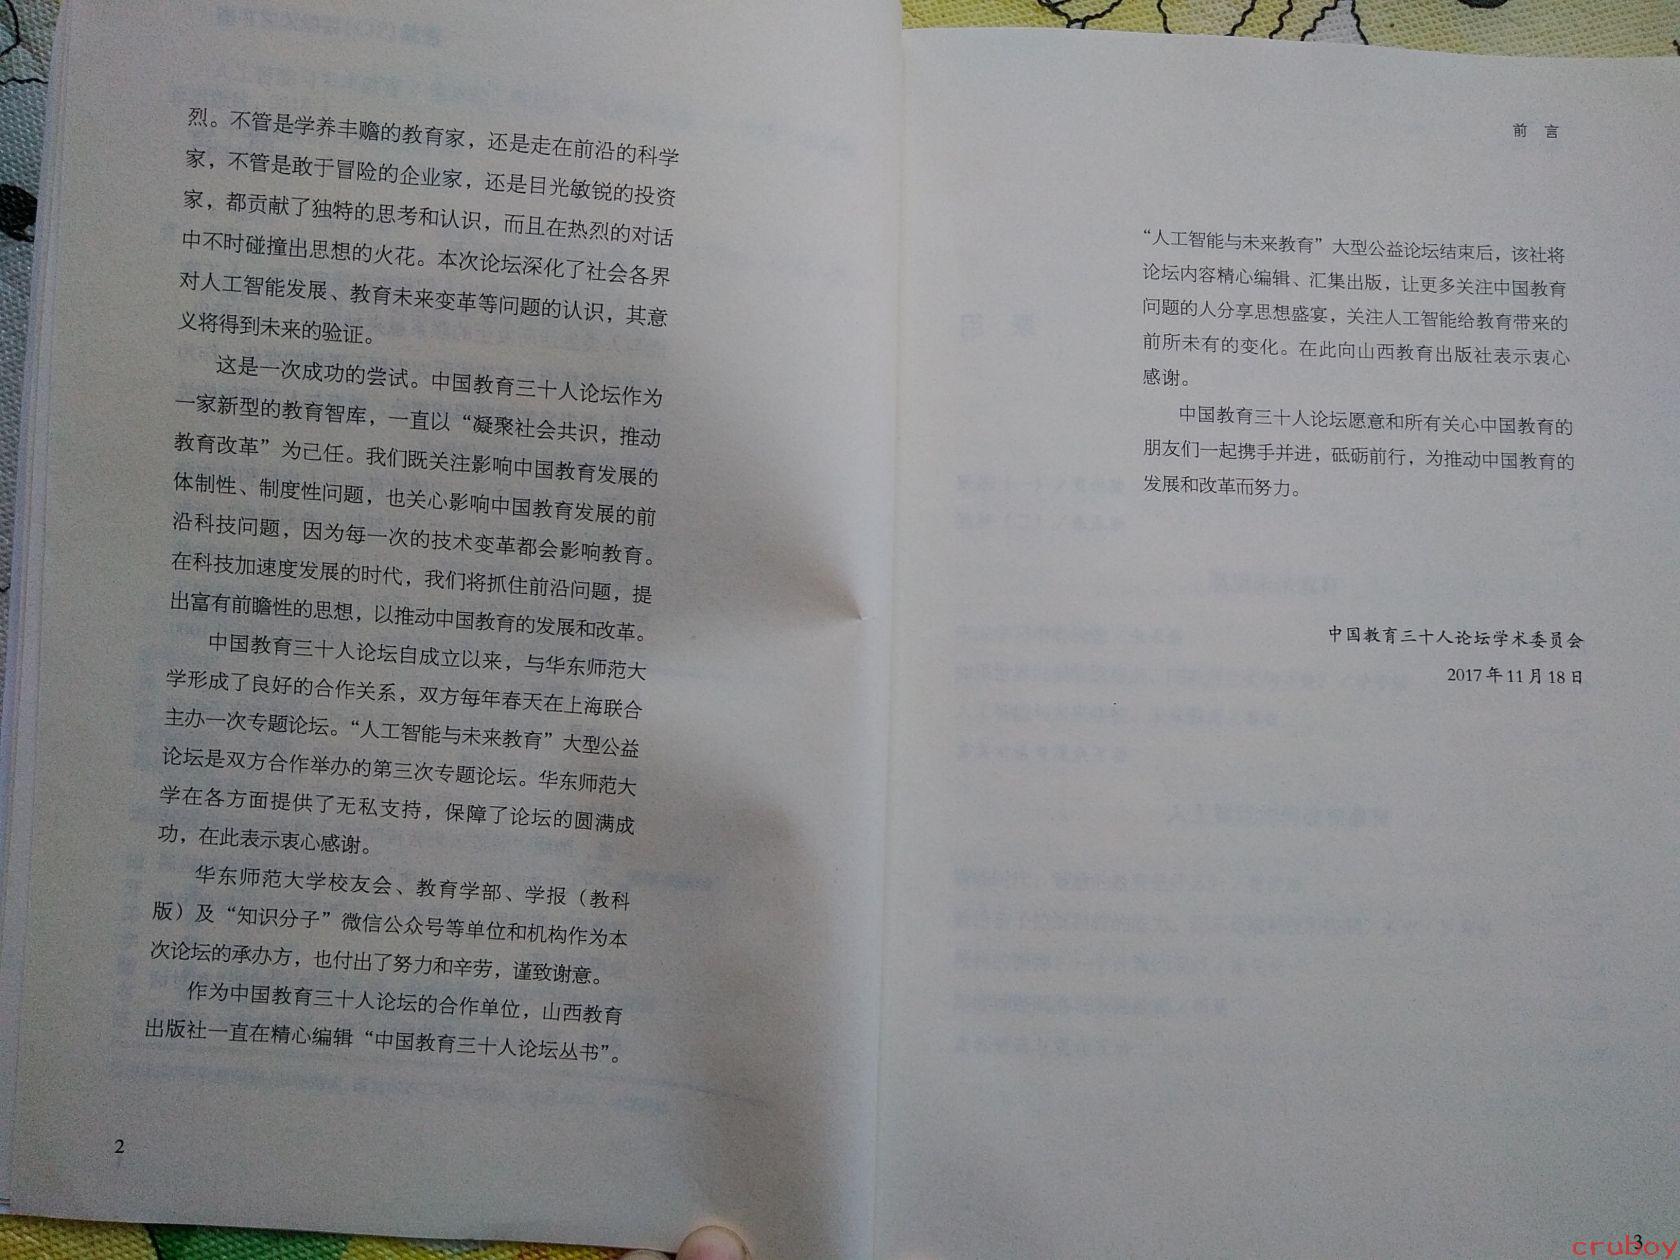 烈。不管是学养丰赡的教育家，还是走在前沿的科学
家，不管是敢于冒险的企业家，还是目光敏锐的投资
家，都贡献了独特的思考和认识，而且在热烈的对话
中不时碰撞出思想的火花。本次论坛深化了社会各界
对人工智能发展、教育未来变革等问题的认识，其意
义将得到未来的验证。
这是一次成功的尝试。中国教育三十人论坛作为
一家新型的教育智库，一直以“凝聚社会共识，推动
教育改革”为己任。我们既关注影响中国教育发展的
体制性、制度性问题，也关心影响中国教育发展的前
沿科技问题，因为每一次的技术变革都会影响教育。
在科技加速度发展的时代，我们将抓住前沿问题，提
出富有前瞻性的思想，以推动中国教育的发展和改革。
中国教育三十人论坛自成立以来，与华东师范大
学形成了良好的合作关系，双方每年春天在上海联合
主办一次专题论坛。“人工智能与未来教育”大型公益
论坛是双方合作举办的第三次专题论坛。华东师范大
学在各方面提供了无私支持，保障了论坛的圆满成
功，在此表示衷心感谢。
华东师范大学校友会、教育学部、学报（教科
版）及“知识分子”微信公众号等单位和机构作为本
次论坛的承办方，也付出了努力和辛劳，谨致谢意。
作为中国教育三十人论坛的合作单位，山西教育
出版社一直在精心编辑“中国教育三十人论坛丛书”。
2
前 言
“人工智能与未来教育”大型公益论坛结束后，该社将
论坛内容精心编辑、汇集出版，让更多关注中国教育
问题的人分享思想盛宴，关注人工智能给教育带来的
前所未有的变化。在此向山西教育出版社表示衷心
感谢。
中国教育三十人论坛愿意和所有关心中国教育的
朋友们一起携手并进，砥砺前行，为推动中国教育的
发展和改革而努力。
中国教育三十人论坛学术委员会
2017年11月18日
3
cruboy